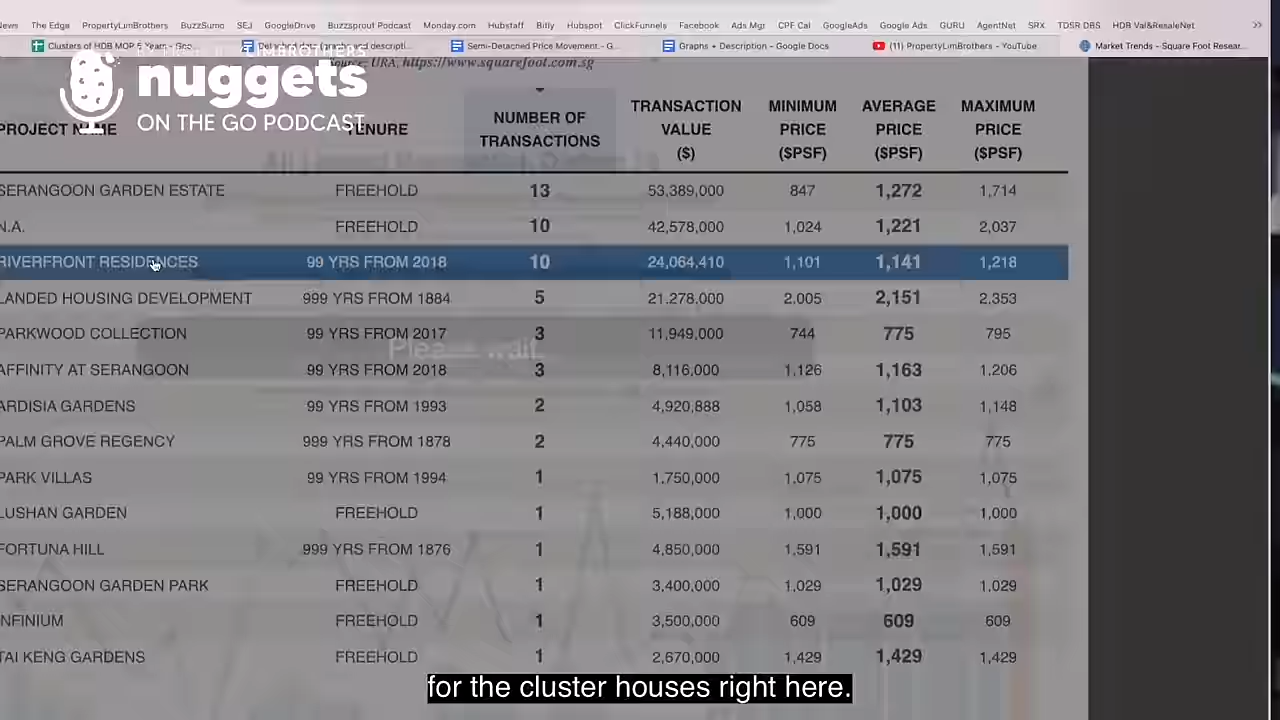 News The Edge PropertyLimBrothers BuzzSumo SEJ GoogleDrive Buzzsprout Podcast Monday.com Hubstaff Bitly Hubspot ClickFunnels Facebook Ads Mgr CPF Cal GoogleAds Google Ads GURU AgentNet SRX TDSR DBS HDB Val&ResaleNet
Clusters of HDB MOP 5 Years - Goo... Semi-Detached Price Movement - G... Graphs + Description - Google Docs (11) PropertyLimBrothers - YouTube Market Trends - Square Foot Resear...
nuggets
ON THE GO PODCAST
Source: URA, https://www.squarefoot.com.sg
PROJECT NAME TENURE NUMBER OF TRANSACTIONS TRANSACTION VALUE ($) MINIMUM PRICE ($PSF) AVERAGE PRICE ($PSF) MAXIMUM PRICE ($PSF)
SERANGOON GARDEN ESTATE FREEHOLD 13 53,389,000 847 1,272 1,714
N.A. FREEHOLD 10 42,578,000 1,024 1,221 2,037
RIVERFRONT RESIDENCES 99 YRS FROM 2018 10 24,064,410 1,101 1,141 1,218
LANDED HOUSING DEVELOPMENT 999 YRS FROM 1884 5 21,278,000 2,005 2,151 2,353
PARKWOOD COLLECTION 99 YRS FROM 2017 3 11,949,000 744 775 795
Please wait
AFFINITY AT SERANGOON 99 YRS FROM 2018 3 8,116,000 1,126 1,163 1,206
ARDISIA GARDENS 99 YRS FROM 1993 2 4,920,888 1,058 1,103 1,148
PALM GROVE REGENCY 999 YRS FROM 1878 2 4,440,000 775 775 775
PARK VILLAS 99 YRS FROM 1994 1 1,750,000 1,075 1,075 1,075
LUSHAN GARDEN FREEHOLD 1 5,188,000 1,000 1,000 1,000
FORTUNA HILL 999 YRS FROM 1876 1 4,850,000 1,591 1,591 1,591
SERANGOON GARDEN PARK FREEHOLD 1 3,400,000 1,029 1,029 1,029
INFINIUM FREEHOLD 1 3,500,000 609 609 609
TAI KENG GARDENS FREEHOLD 1 2,670,000 1,429 1,429 1,429
for the cluster houses right here.